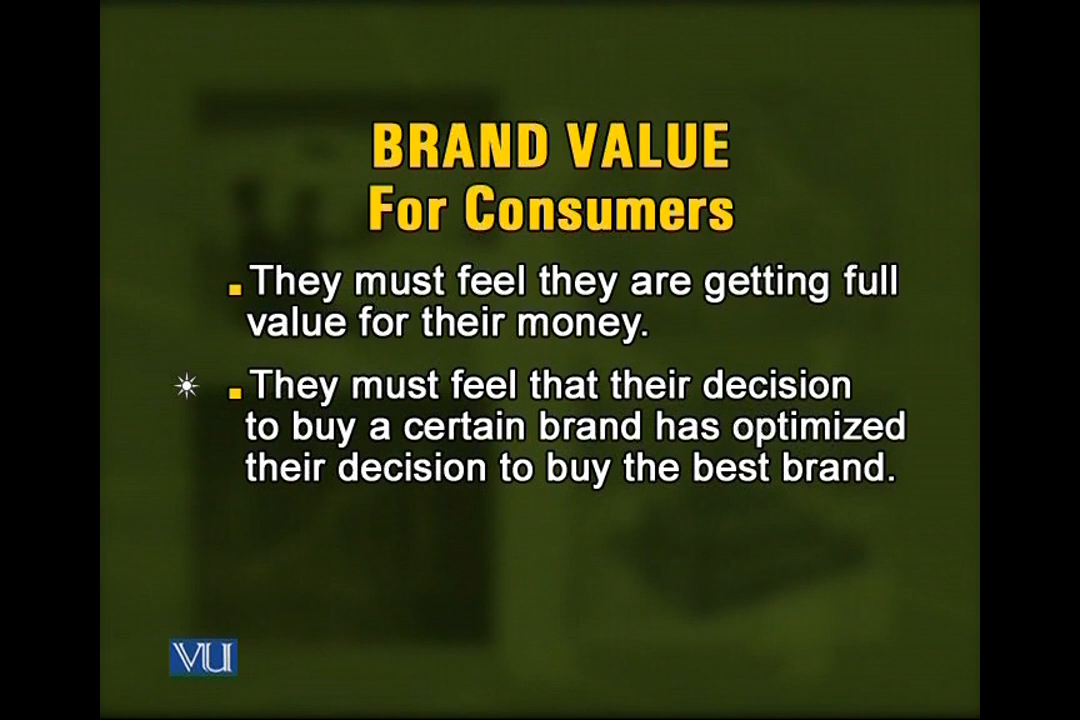 BRAND VALUE
For Consumers
They must feel they are getting full
value for their money.
They must feel that their decision
to buy a certain brand has optimized
their decision to buy the best brand.
VU